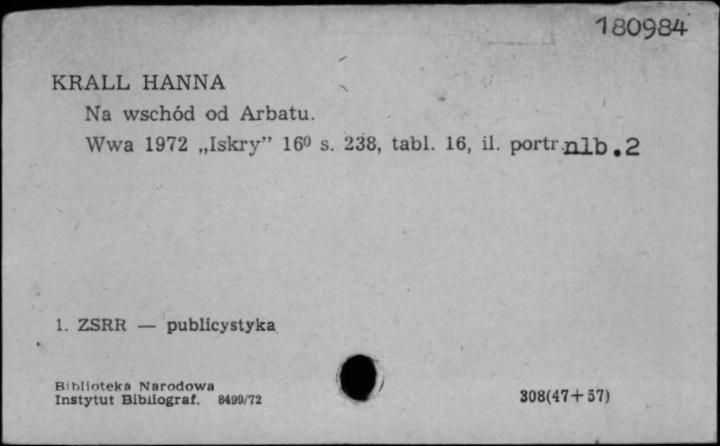 180984
KRALL HANNA
Na wschód od Arbatu.
Wwa 1972 „Iskry” 16⁰ s. 238, tabl. 16, il. portr. nlb.2
1. ZSRR — publicystyka
Biblioteka Narodowa
Instytut Bibliograf. 8499/72
308(47+57)